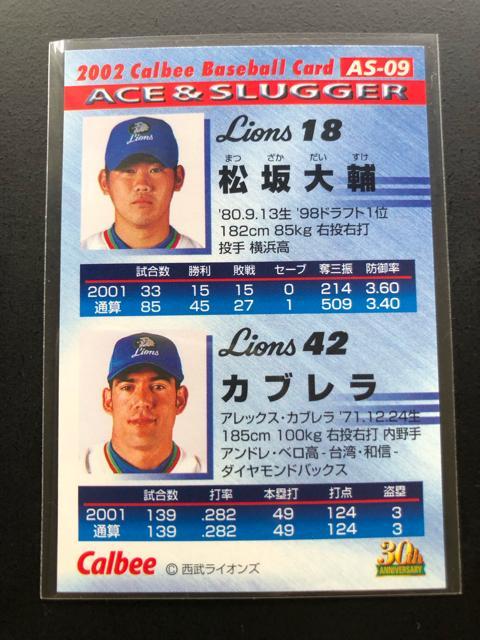 2002 Calbee Baseball Card AS-09
ACE & SLUGGER
Lions
Lions 18
まつ ざか だい すけ
松坂大輔
'80.9.13生 '98ドラフト1位
182cm 85kg 右投右打
投手 横浜高
試合数 勝利 敗戦 セーブ 奪三振 防御率
2001 33 15 15 0 214 3.60
通算 85 45 27 1 509 3.40
Lions
Lions 42
カブレラ
アレックス・カブレラ '71.12.24生
185cm 100kg 右投右打 内野手
アンドレ・ベロ高-台湾・和信-
ダイヤモンドバックス
試合数 打率 本塁打 打点 盗塁
2001 139 .282 49 124 3
通算 139 .282 49 124 3
Calbee © 西武ライオンズ
30th
ANNIVERSARY